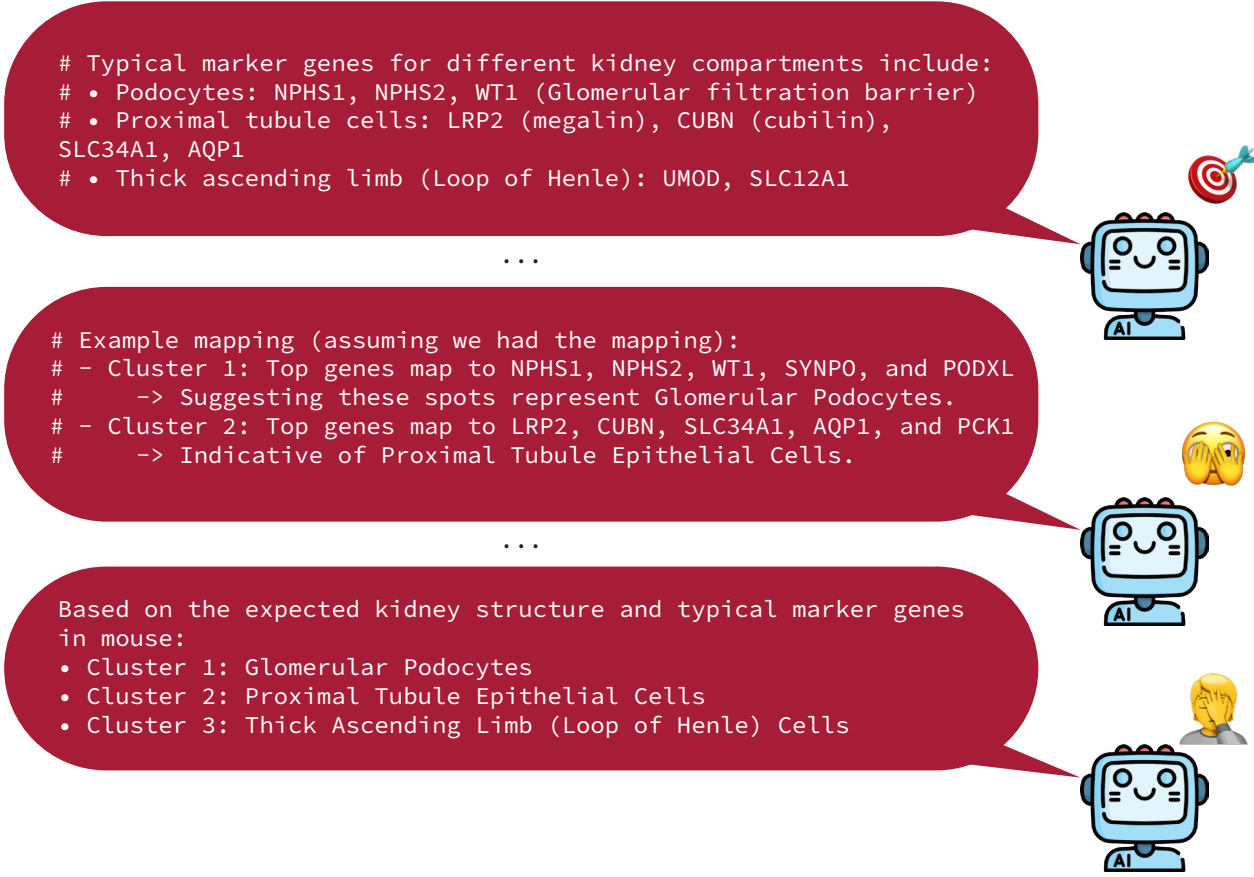 # Typical marker genes for different kidney compartments include:
# • Podocytes: NPHS1, NPHS2, WT1 (Glomerular filtration barrier)
# • Proximal tubule cells: LRP2 (megalin), CUBN (cubilin),
SLC34A1, AQP1
# • Thick ascending limb (Loop of Henle): UMOD, SLC12A1
AI
...
# Example mapping (assuming we had the mapping):
# - Cluster 1: Top genes map to NPHS1, NPHS2, WT1, SYNPO, and PODXL
#     -> Suggesting these spots represent Glomerular Podocytes.
# - Cluster 2: Top genes map to LRP2, CUBN, SLC34A1, AQP1, and PCK1
#     -> Indicative of Proximal Tubule Epithelial Cells.
AI
...
Based on the expected kidney structure and typical marker genes
in mouse:
• Cluster 1: Glomerular Podocytes
• Cluster 2: Proximal Tubule Epithelial Cells
• Cluster 3: Thick Ascending Limb (Loop of Henle) Cells
AI